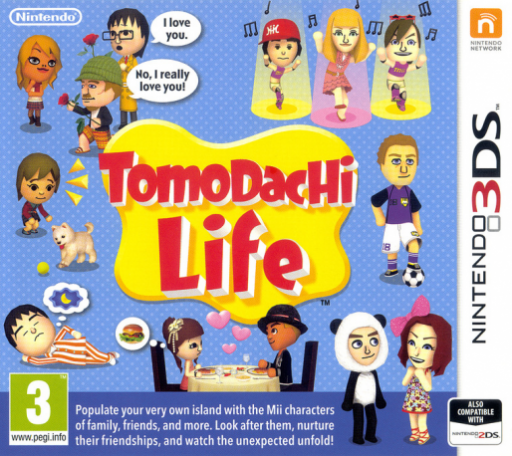 Nintendo
I love
you.
No, I really
love you!
NINTENDO
NETWORK
TOMODACHI
Life
TM
NINTENDO 3DS
TM
3
www.pegi.info
Populate your very own island with the Mii characters
of family, friends, and more. Look after them, nurture
their friendships, and watch the unexpected unfold!
ALSO
COMPATIBLE
WITH
NINTENDO 2DS